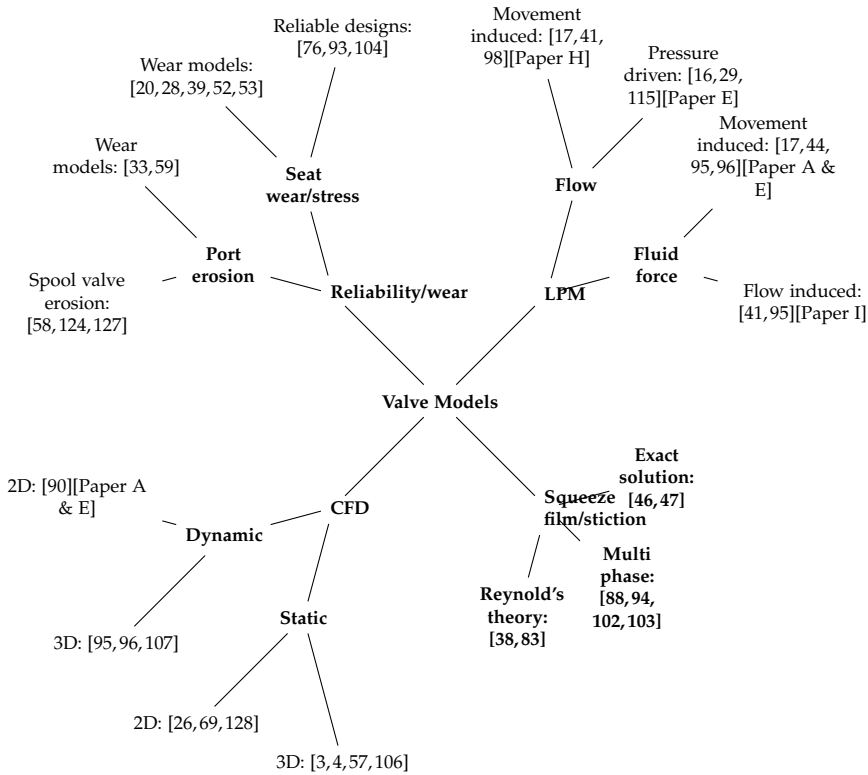 Reliable designs:
[76,93,104]
Wear models:
[20,28,39,52,53]
Wear
models: [33,59]
Seat
wear/stress
Port
erosion
Spool valve
erosion:
[58,124,127]
Reliability/wear
Movement
induced: [17,41,
98][Paper H]
Pressure
driven: [16,29,
115][Paper E]
Movement
induced: [17,44,
95,96][Paper A &
E]
Flow
Fluid
force
LPM
Flow induced:
[41,95][Paper I]
Valve Models
2D: [90][Paper A
& E]
Dynamic
CFD
Static
3D: [95,96,107]
2D: [26,69,128]
3D: [3,4,57,106]
Exact
solution:
[46,47]
Squeeze
film/stiction
Multi
phase:
[88,94,
102,103]
Reynold's
theory:
[38,83]